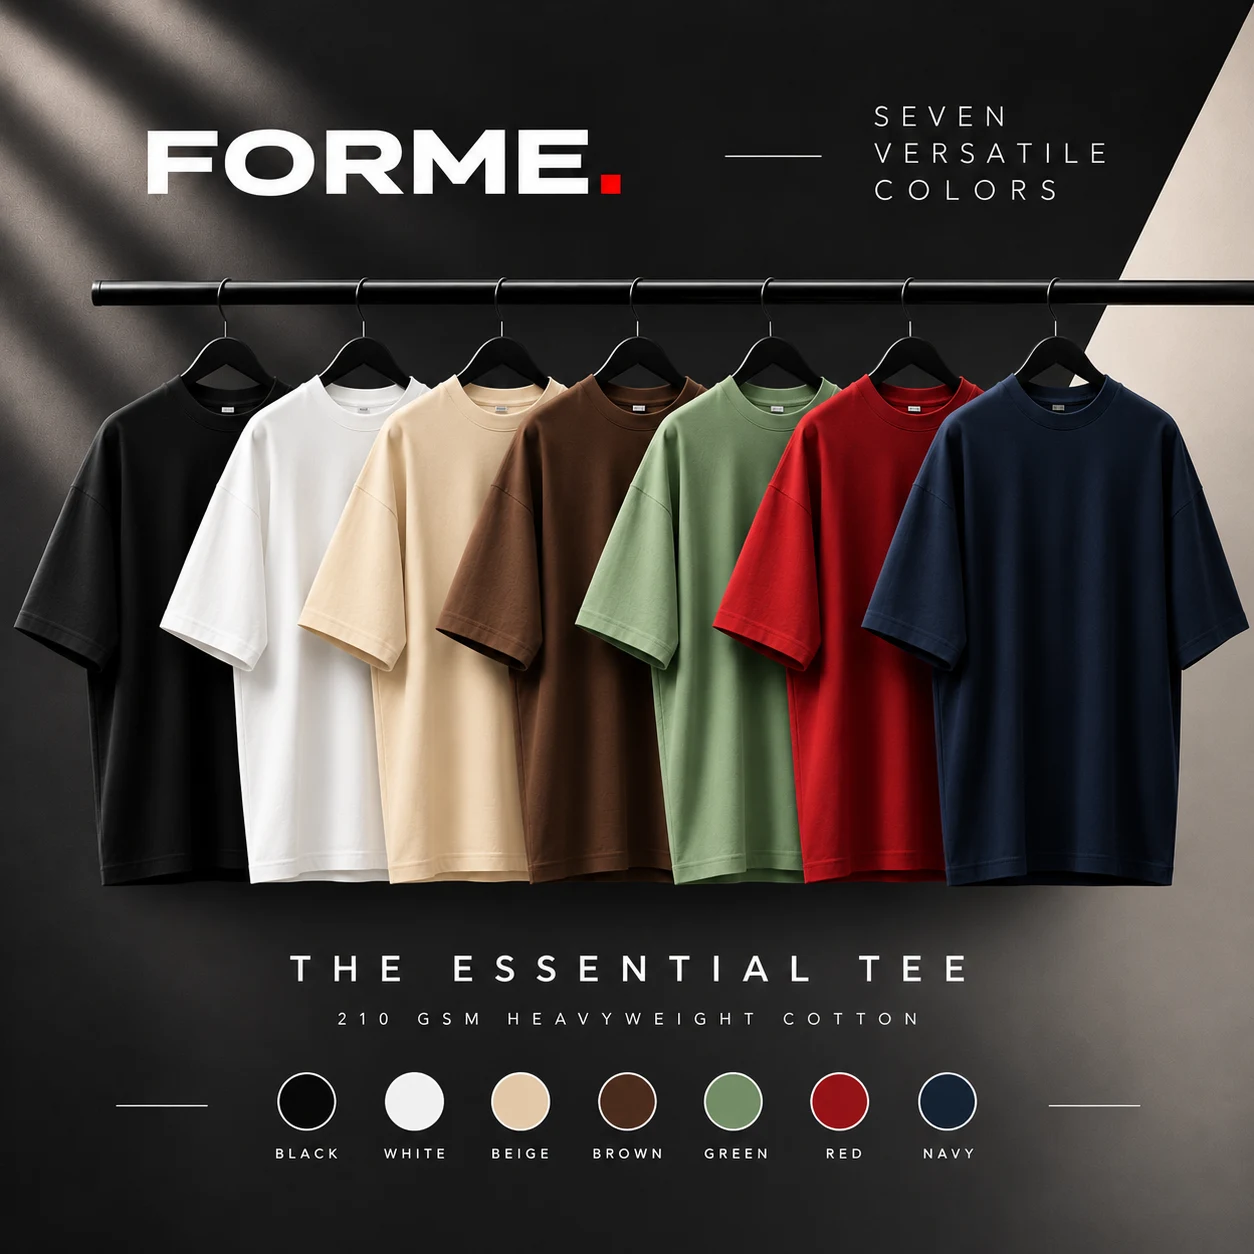 FORME.
SEVEN
VERSATILE
COLORS
THE ESSENTIAL TEE
210 GSM HEAVYWEIGHT COTTON
BLACK
WHITE
BEIGE
BROWN
GREEN
RED
NAVY